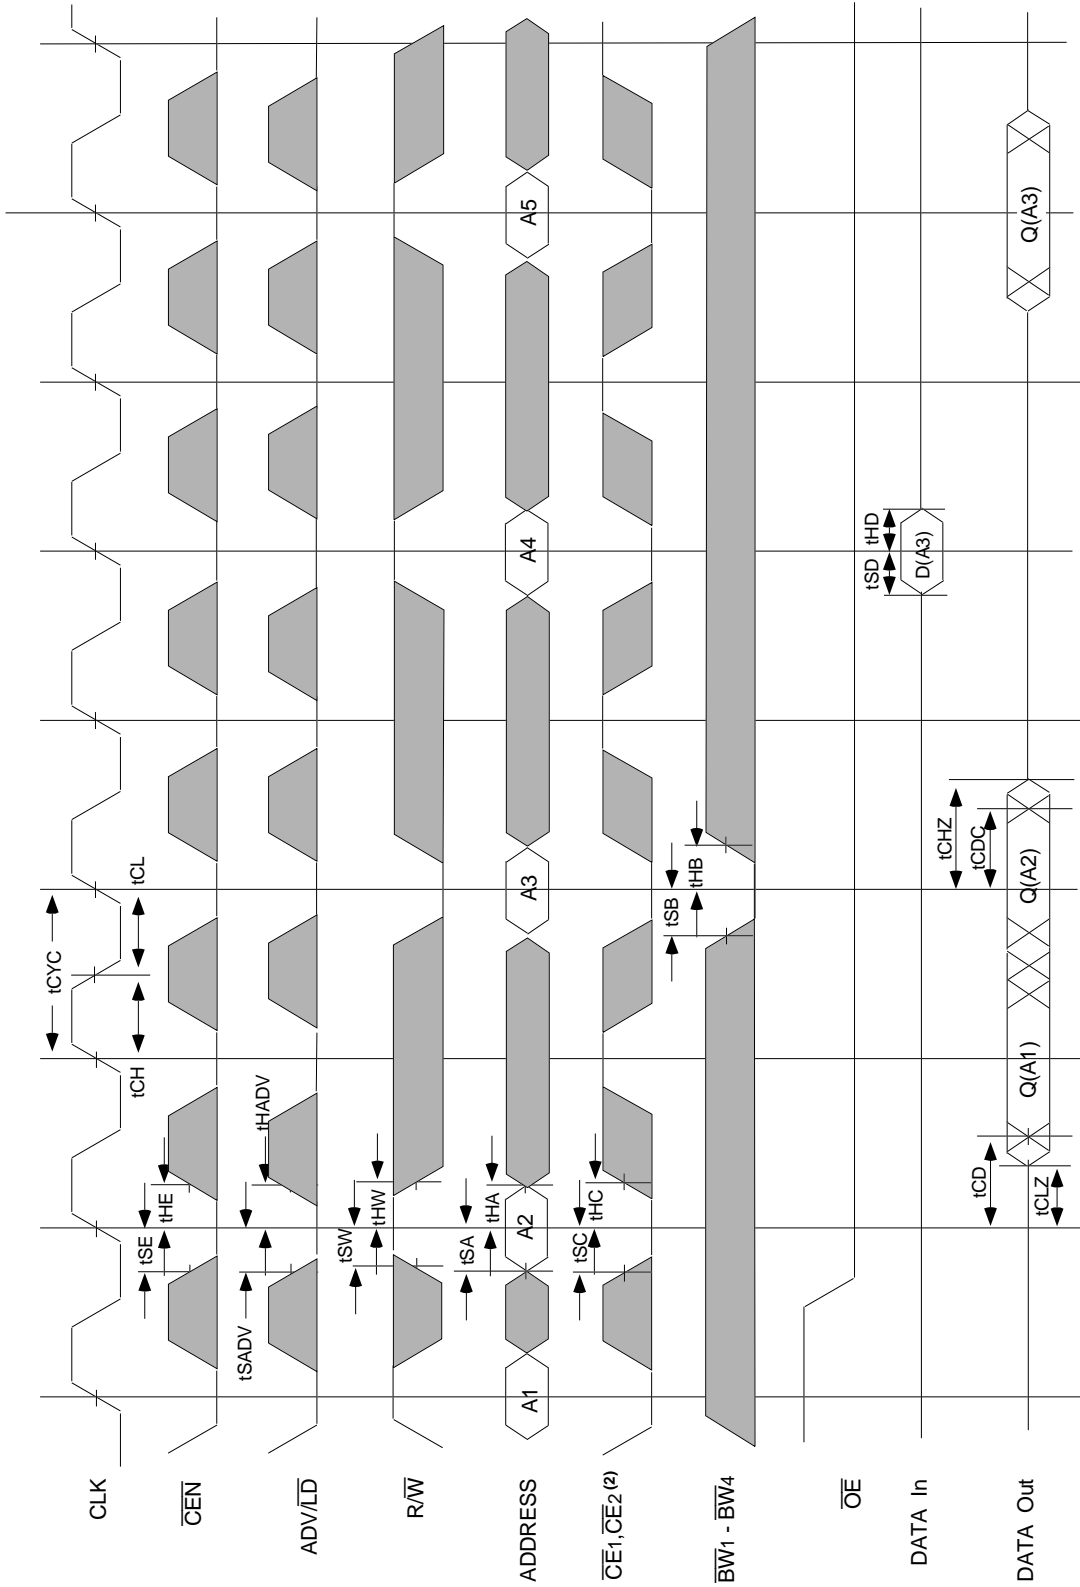 tCYC
tCH
tCL
CLK
tSE
tHE
CEN
tSADV
tHADV
ADV/LD
tSW
tHW
R/W
tSA
tHA
ADDRESS
A1
A2
A3
A4
A5
tSC
tHC
CE1,CE2 (2)
tSB
tHB
BW1 - BW4
OE
tSD
tHD
DATA In
D(A3)
tCD
tCLZ
tCHZ
tCDC
DATA Out
Q(A1)
Q(A2)
Q(A3)